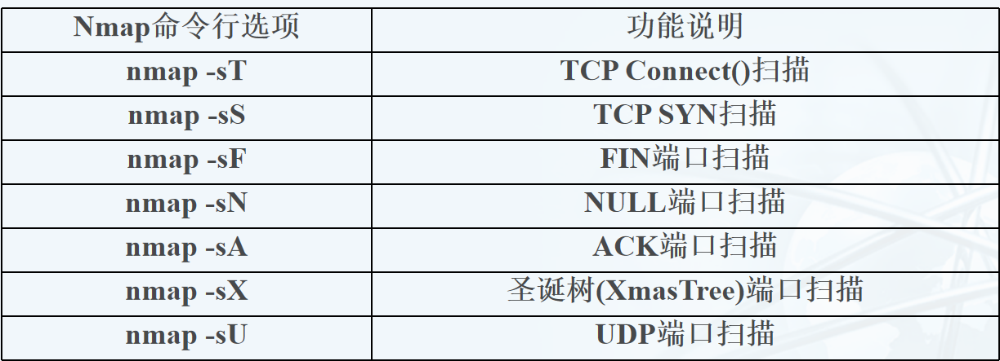 Nmap命令行选项 功能说明
nmap -sT TCP Connect()扫描
nmap -sS TCP SYN扫描
nmap -sF FIN端口扫描
nmap -sN NULL端口扫描
nmap -sA ACK端口扫描
nmap -sX 圣诞树(XmasTree)端口扫描
nmap -sU UDP端口扫描